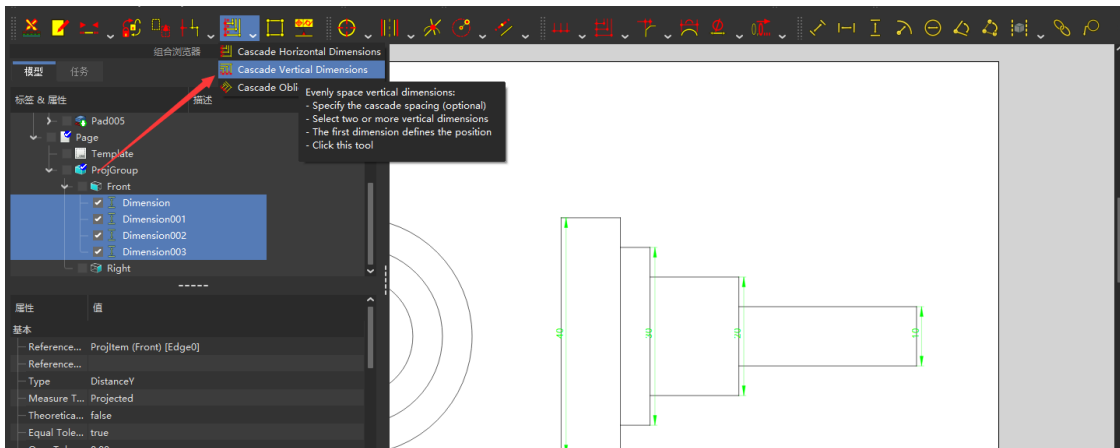 组合浏览器
Cascade Horizontal Dimensions
模型 任务
Cascade Vertical Dimensions
Cascade Obli
标签 & 属性 描述
Evenly space vertical dimensions:
- Specify the cascade spacing (optional)
- Select two or more vertical dimensions
- The first dimension defines the position
- Click this tool
Pad005
Page
Template
ProjGroup
Front
Dimension
Dimension001
Dimension002
Dimension003
Right
属性 值
基本
Reference... ProjItem (Front) [Edge0]
Reference...
Type DistanceY
Measure T... Projected
Theoretica... false
Equal Tole... true
40
30
20
10